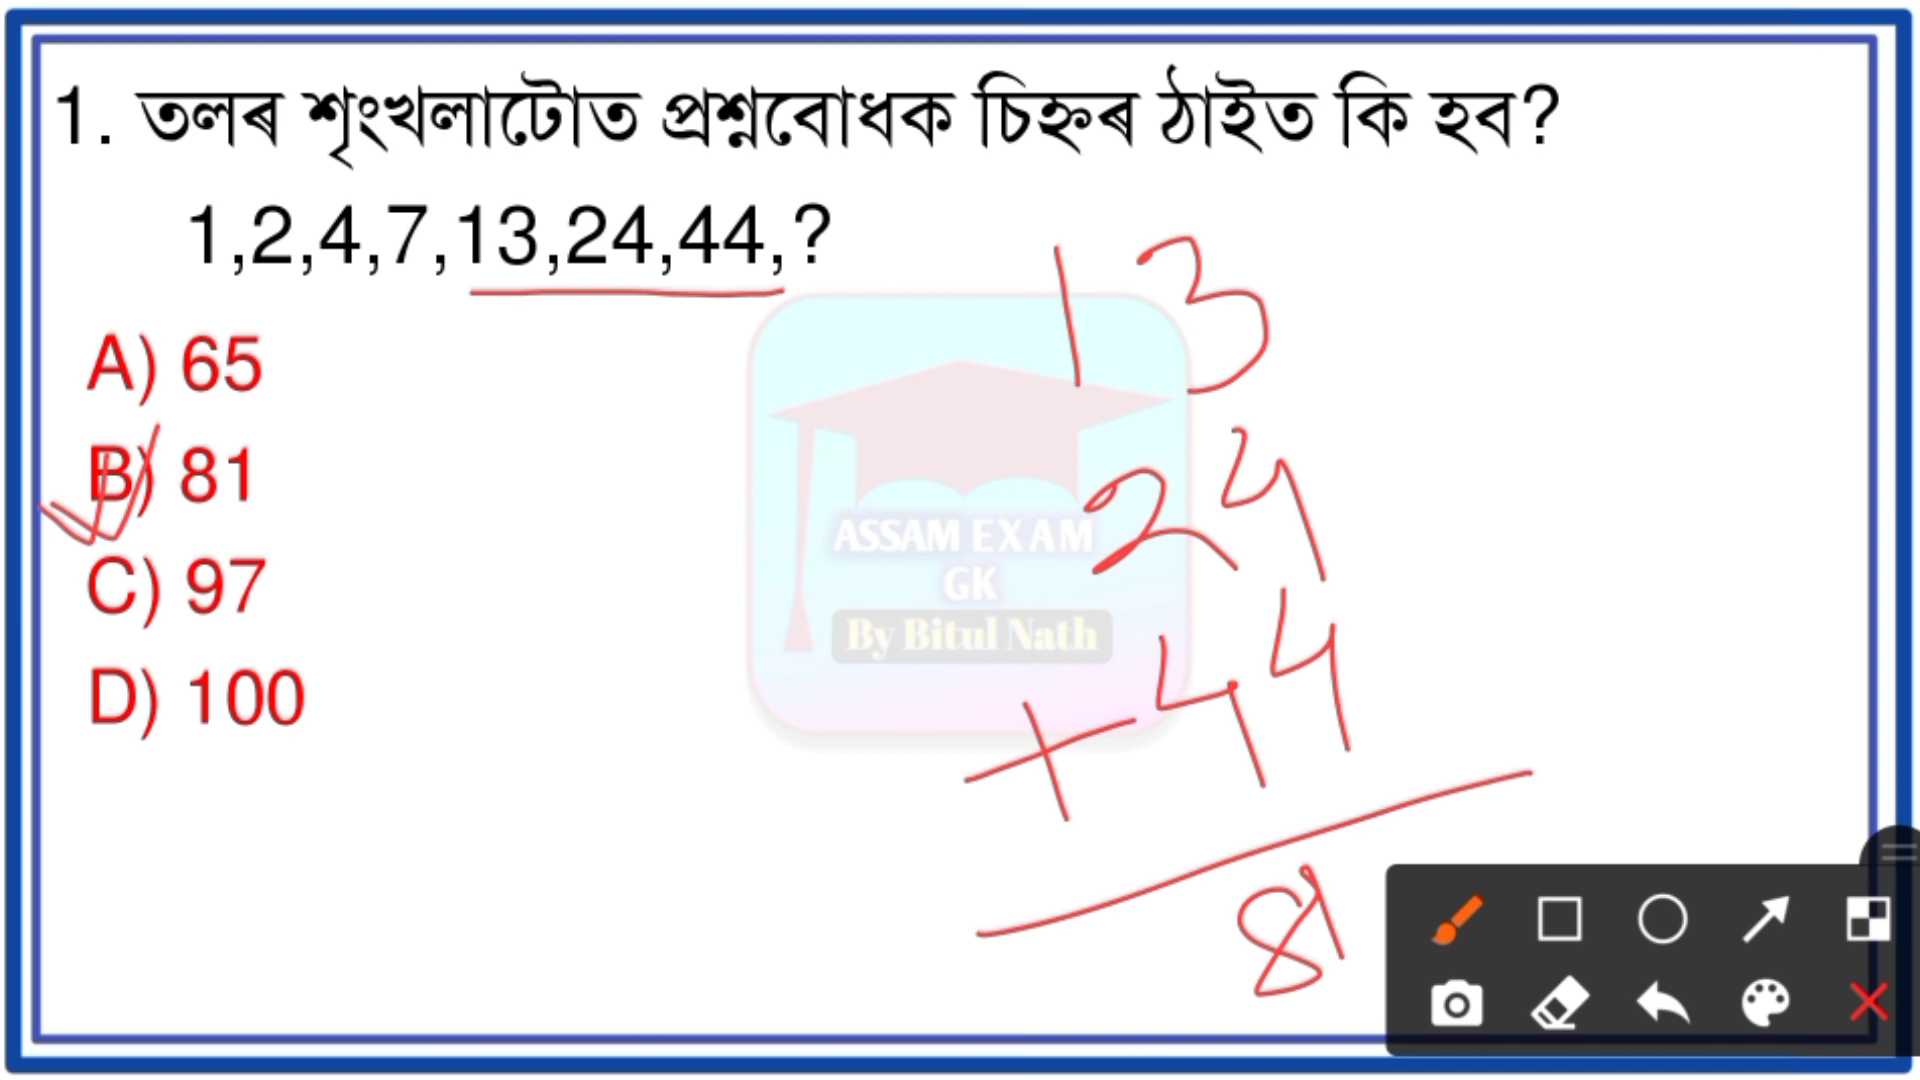 1. তলৰ শৃংখলাটোত প্ৰশ্নবোধক চিহ্নৰ ঠাইত কি হব?
1,2,4,7,13,24,44,?
A) 65
B) 81
C) 97
D) 100
ASSAM EXAM
GK
By Bitul Nath
13
24
+44
81